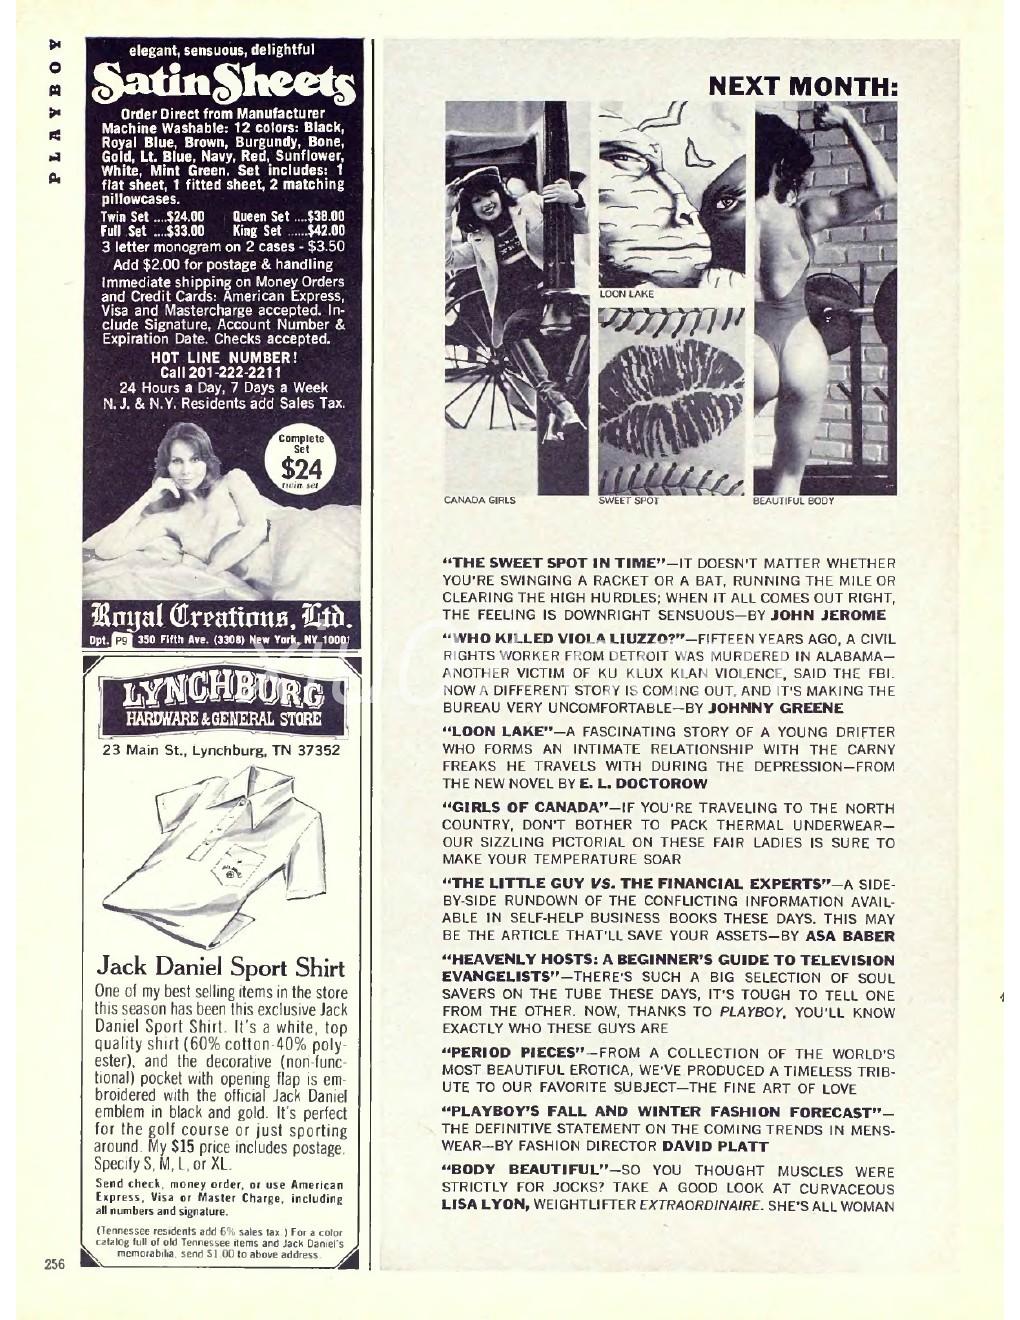 PLAYBOY
elegant, sensuous, delightful
Satin Sheets
Order Direct from Manufacturer
Machine Washable: 12 colors: Black,
Royal Blue, Brown, Burgundy, Bone,
Gold, Lt. Blue, Navy, Red, Sunflower,
White, Mint Green. Set includes: 1
flat sheet, 1 fitted sheet, 2 matching
pillowcases.
Twin Set ....$24.00 Queen Set ....$38.00
Full Set ....$33.00 King Set ......$42.00
3 letter monogram on 2 cases - $3.50
Add $2.00 for postage & handling
Immediate shipping on Money Orders
and Credit Cards: American Express,
Visa and Mastercharge accepted. In-
clude Signature, Account Number &
Expiration Date. Checks accepted.
HOT LINE NUMBER!
Call 201-222-2211
24 Hours a Day, 7 Days a Week
N.J. & N.Y. Residents add Sales Tax.
Complete
Set
$24
twin set
Royal Creations, Ltd.
Dpt. P9 350 Fifth Ave. (3308) New York, NY 10001
LYNCHBURG
HARDWARE & GENERAL STORE
23 Main St., Lynchburg, TN 37352
Jack Daniel Sport Shirt
One of my best selling items in the store
this season has been this exclusive Jack
Daniel Sport Shirt. It's a white, top
quality shirt (60% cotton-40% poly-
ester), and the decorative (non-func-
tional) pocket with opening flap is em-
broidered with the official Jack Daniel
emblem in black and gold. It's perfect
for the golf course or just sporting
around. My $15 price includes postage.
Specify S, M, L, or XL.
Send check, money order, or use American
Express, Visa or Master Charge, including
all numbers and signature.
(Tennessee residents add 6% sales tax.) For a color
catalog full of old Tennessee items and Jack Daniel's
memorabilia, send $1.00 to above address.
256
NEXT MONTH:
LOON LAKE
CANADA GIRLS
SWEET SPOT
BEAUTIFUL BODY
"THE SWEET SPOT IN TIME"—IT DOESN'T MATTER WHETHER
YOU'RE SWINGING A RACKET OR A BAT, RUNNING THE MILE OR
CLEARING THE HIGH HURDLES; WHEN IT ALL COMES OUT RIGHT,
THE FEELING IS DOWNRIGHT SENSUOUS—BY JOHN JEROME
"WHO KILLED VIOLA LIUZZO?"—FIFTEEN YEARS AGO, A CIVIL
RIGHTS WORKER FROM DETROIT WAS MURDERED IN ALABAMA—
ANOTHER VICTIM OF KU KLUX KLAN VIOLENCE, SAID THE FBI.
NOW A DIFFERENT STORY IS COMING OUT, AND IT'S MAKING THE
BUREAU VERY UNCOMFORTABLE—BY JOHNNY GREENE
"LOON LAKE"—A FASCINATING STORY OF A YOUNG DRIFTER
WHO FORMS AN INTIMATE RELATIONSHIP WITH THE CARNY
FREAKS HE TRAVELS WITH DURING THE DEPRESSION—FROM
THE NEW NOVEL BY E. L. DOCTOROW
"GIRLS OF CANADA"—IF YOU'RE TRAVELING TO THE NORTH
COUNTRY, DON'T BOTHER TO PACK THERMAL UNDERWEAR—
OUR SIZZLING PICTORIAL ON THESE FAIR LADIES IS SURE TO
MAKE YOUR TEMPERATURE SOAR
"THE LITTLE GUY VS. THE FINANCIAL EXPERTS"—A SIDE-
BY-SIDE RUNDOWN OF THE CONFLICTING INFORMATION AVAIL-
ABLE IN SELF-HELP BUSINESS BOOKS THESE DAYS. THIS MAY
BE THE ARTICLE THAT'LL SAVE YOUR ASSETS—BY ASA BABER
"HEAVENLY HOSTS: A BEGINNER'S GUIDE TO TELEVISION
EVANGELISTS"—THERE'S SUCH A BIG SELECTION OF SOUL
SAVERS ON THE TUBE THESE DAYS, IT'S TOUGH TO TELL ONE
FROM THE OTHER. NOW, THANKS TO PLAYBOY, YOU'LL KNOW
EXACTLY WHO THESE GUYS ARE
"PERIOD PIECES"—FROM A COLLECTION OF THE WORLD'S
MOST BEAUTIFUL EROTICA, WE'VE PRODUCED A TIMELESS TRIB-
UTE TO OUR FAVORITE SUBJECT—THE FINE ART OF LOVE
"PLAYBOY'S FALL AND WINTER FASHION FORECAST"—
THE DEFINITIVE STATEMENT ON THE COMING TRENDS IN MENS-
WEAR—BY FASHION DIRECTOR DAVID PLATT
"BODY BEAUTIFUL"—SO YOU THOUGHT MUSCLES WERE
STRICTLY FOR JOCKS? TAKE A GOOD LOOK AT CURVACEOUS
LISA LYON, WEIGHTLIFTER EXTRAORDINAIRE. SHE'S ALL WOMAN